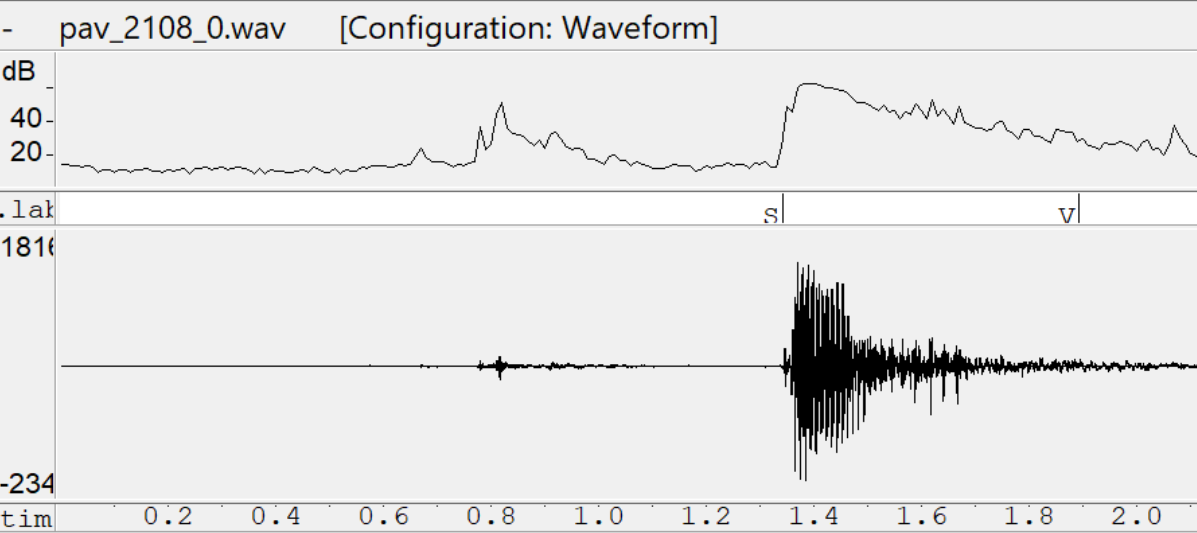 - pav_2108_0.wav [Configuration: Waveform]
dB
40
20
.lab
S V
1816
-234
tim 0.2 0.4 0.6 0.8 1.0 1.2 1.4 1.6 1.8 2.0